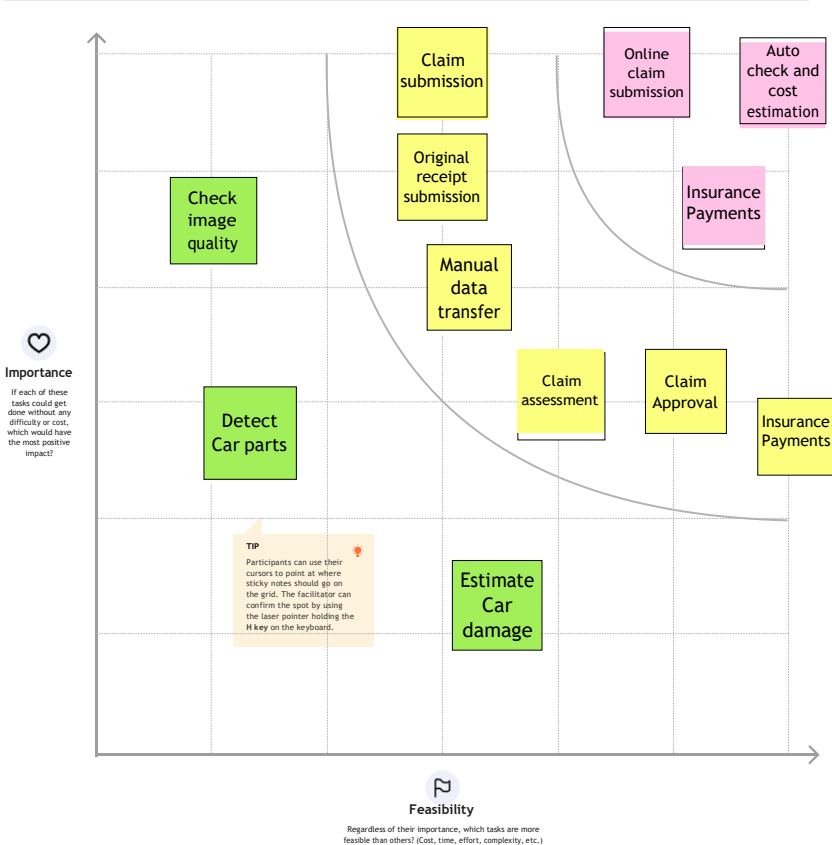 Claim
submission
Online
claim
submission
Auto
check and
cost
estimation
Original
receipt
submission
Check
image
quality
Insurance
Payments
Manual
data
transfer
Importance
If each of these
tasks could get
done without any
difficulty or cost,
which would have
the most positive
impact?
Detect
Car parts
Claim
assessment
Claim
Approval
Insurance
Payments
TIP
Participants can use their
cursors to point at where
sticky notes should go on
the grid. The facilitator can
confirm the spot by using
the laser pointer holding the
H key on the keyboard.
Estimate
Car
damage
Feasibility
Regardless of their importance, which tasks are more
feasible than others? (Cost, time, effort, complexity, etc.)